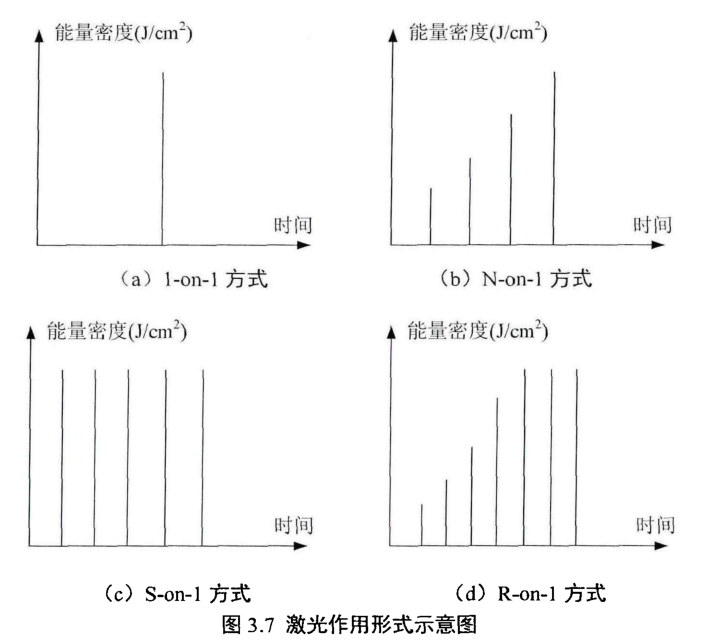 能量密度(J/cm²)
时间
(a) 1-on-1 方式
能量密度(J/cm²)
时间
(b) N-on-1 方式
能量密度(J/cm²)
时间
(c) S-on-1 方式
能量密度(J/cm²)
时间
(d) R-on-1 方式
图 3.7 激光作用形式示意图